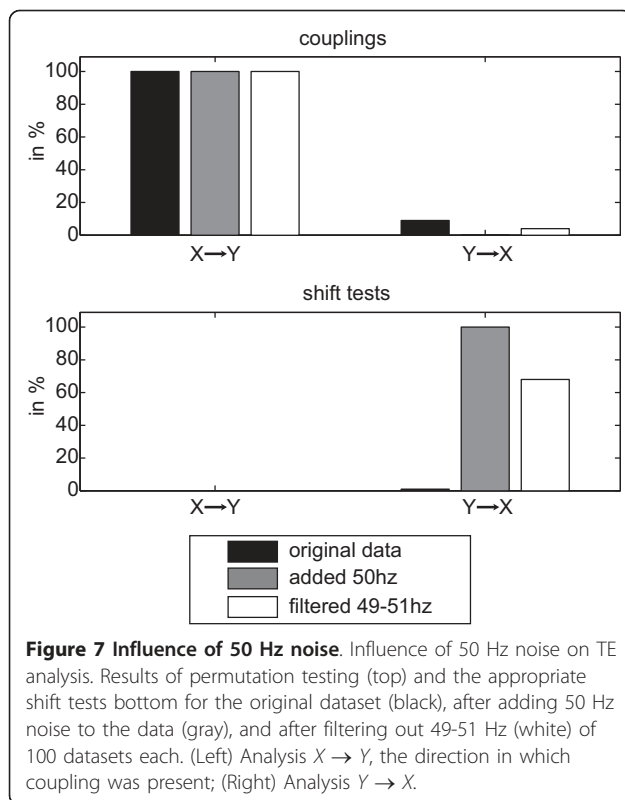 couplings
100
80
60
40
20
0
in %
X→Y
Y→X
shift tests
100
80
60
40
20
0
in %
X→Y
Y→X
original data
added 50hz
filtered 49-51hz
Figure 7 Influence of 50 Hz noise. Influence of 50 Hz noise on TE
analysis. Results of permutation testing (top) and the appropriate
shift tests bottom for the original dataset (black), after adding 50 Hz
noise to the data (gray), and after filtering out 49-51 Hz (white) of
100 datasets each. (Left) Analysis X → Y, the direction in which
coupling was present; (Right) Analysis Y → X.